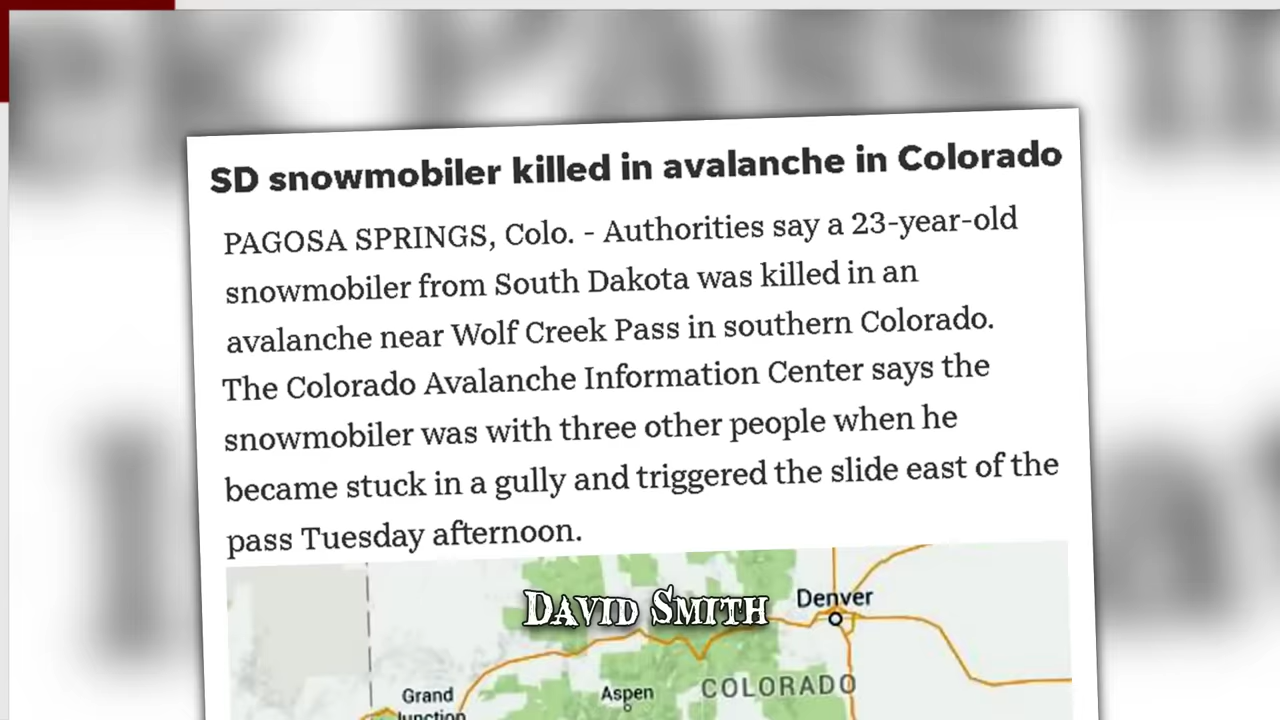 SD snowmobiler killed in avalanche in Colorado
PAGOSA SPRINGS, Colo. - Authorities say a 23-year-old
snowmobiler from South Dakota was killed in an
avalanche near Wolf Creek Pass in southern Colorado.
The Colorado Avalanche Information Center says the
snowmobiler was with three other people when he
became stuck in a gully and triggered the slide east of the
pass Tuesday afternoon.
DAVID SMITH
Denver
COLORADO
Aspen
Grand
Junction